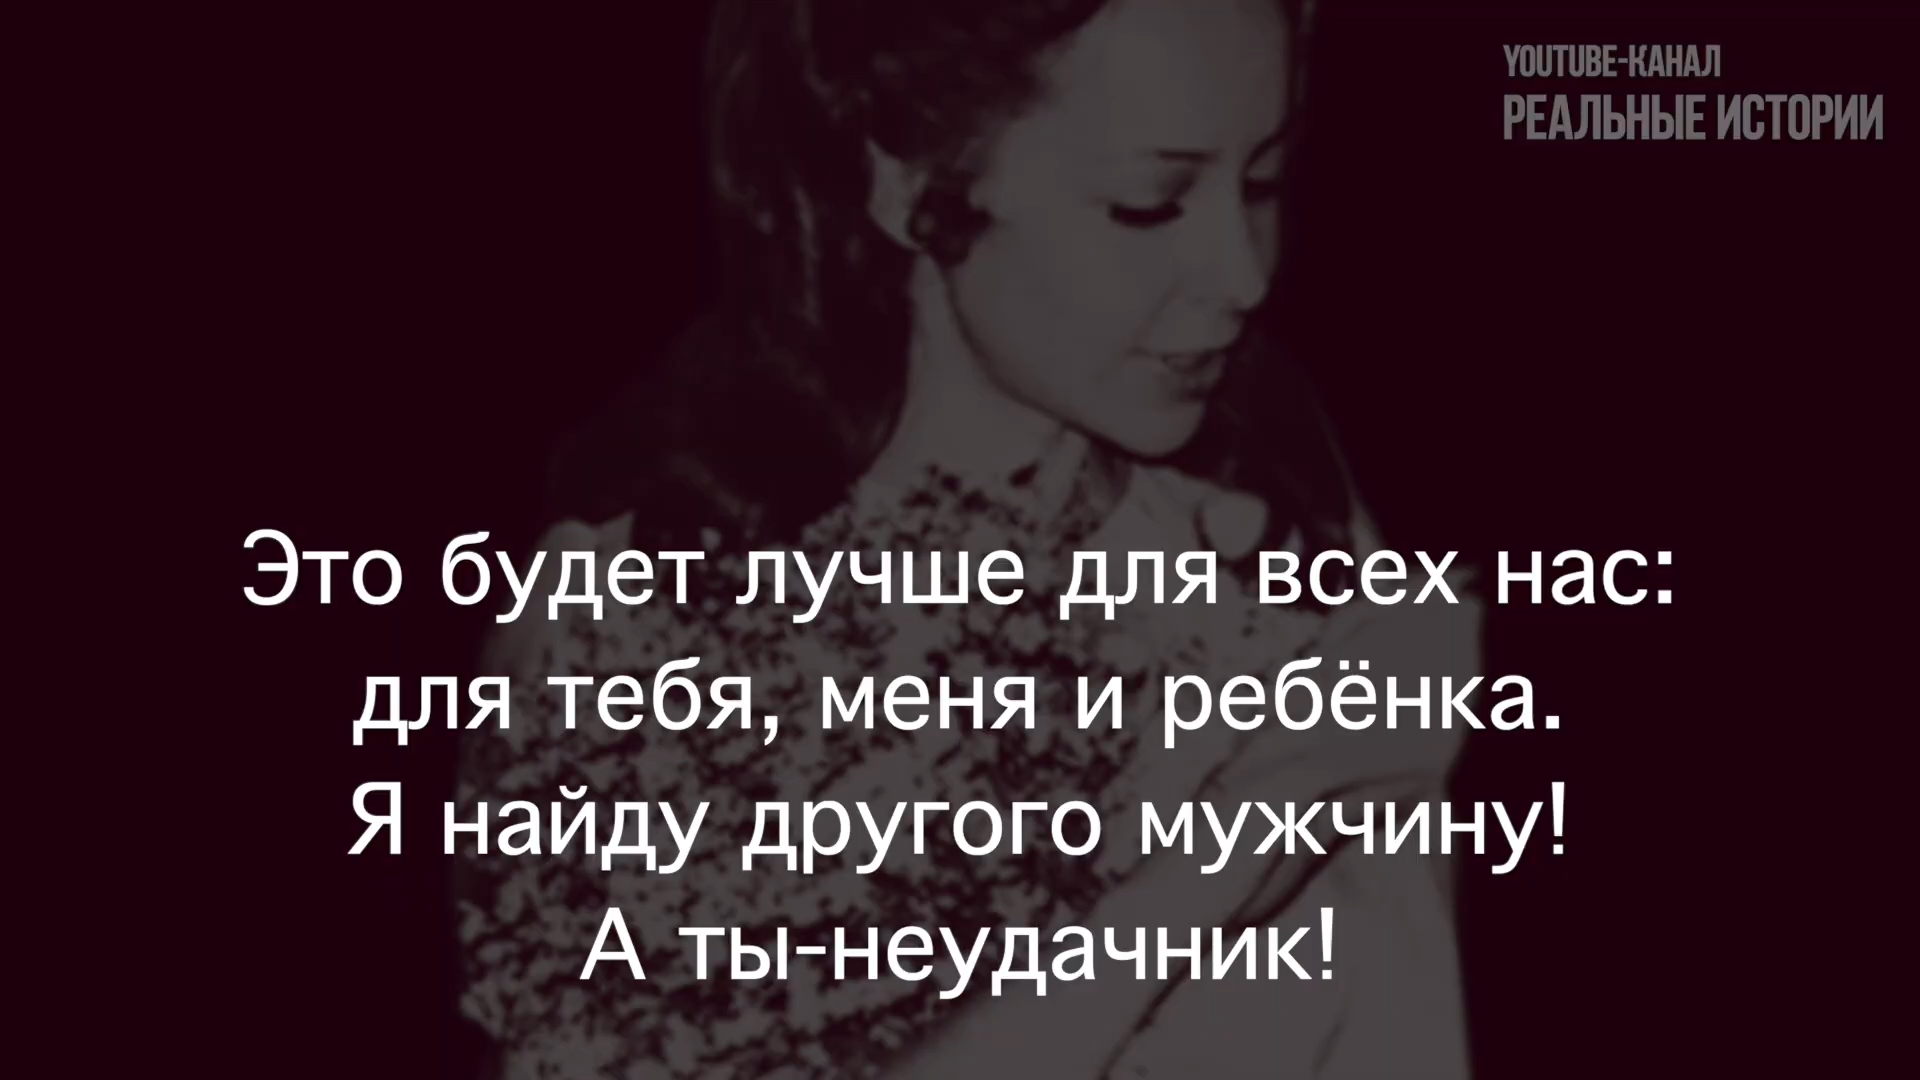 YOUTUBE-КАНАЛ
РЕАЛЬНЫЕ ИСТОРИИ
Это будет лучше для всех нас:
для тебя, меня и ребёнка.
Я найду другого мужчину!
А ты-неудачник!